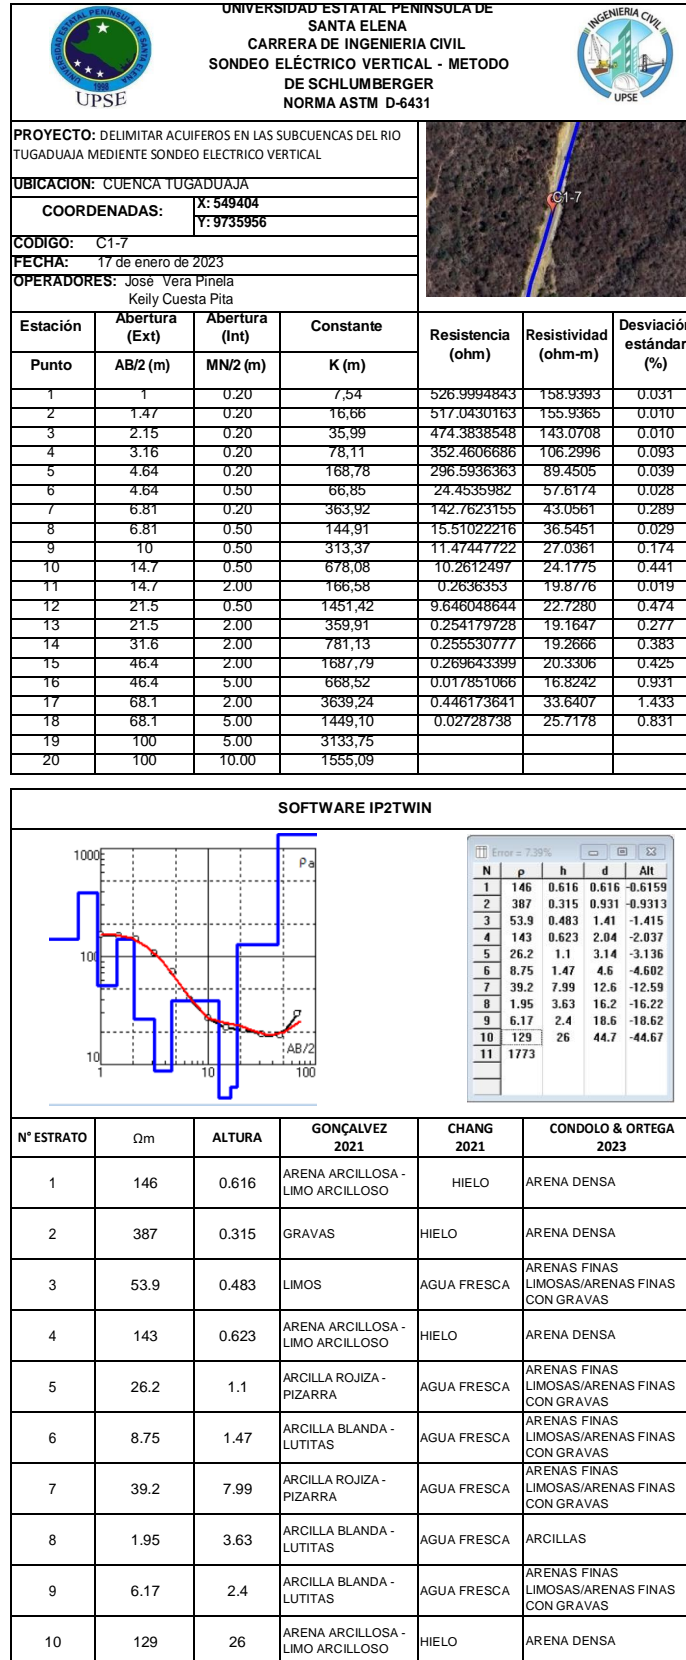 UNIVERSIDAD ESTATAL PENINSULA DE
SANTA ELENA
CARRERA DE INGENIERIA CIVIL
SONDEO ELÉCTRICO VERTICAL - METODO
DE SCHLUMBERGER
NORMA ASTM D-6431
UNIVERSIDAD ESTATAL PENINSULA DE SANTA ELENA
1998
UPSE
INGENIERIA CIVIL
UPSE
PROYECTO: DELIMITAR ACUIFEROS EN LAS SUBCUENCAS DEL RIO
TUGADUAJA MEDIENTE SONDEO ELECTRICO VERTICAL
UBICACIÓN: CUENCA TUGADUAJA
COORDENADAS: X: 549404
Y: 9735956
CODIGO: C1-7
FECHA: 17 de enero de 2023
OPERADORES: José Vera Pinela
Keily Cuesta Pita
C1-7
Estación Abertura (Ext) Abertura (Int) Constante Resistencia (ohm) Resistividad (ohm-m) Desviación estándar (%)
Punto AB/2 (m) MN/2 (m) K (m)
1 1 0.20 7,54 526.9994843 158.9393 0.031
2 1.47 0.20 16,66 517.0430163 155.9365 0.010
3 2.15 0.20 35,99 474.3838548 143.0708 0.010
4 3.16 0.20 78,11 352.4606686 106.2996 0.093
5 4.64 0.20 168,78 296.5936363 89.4505 0.039
6 4.64 0.50 66,85 24.4535982 57.6174 0.028
7 6.81 0.20 363,92 142.7623155 43.0561 0.289
8 6.81 0.50 144,91 15.51022216 36.5451 0.029
9 10 0.50 313,37 11.47447722 27.0361 0.174
10 14.7 0.50 678,08 10.2612497 24.1775 0.441
11 14.7 2.00 166,58 0.2636353 19.8776 0.019
12 21.5 0.50 1451,42 9.646048644 22.7280 0.474
13 21.5 2.00 359,91 0.254179728 19.1647 0.277
14 31.6 2.00 781,13 0.255530777 19.2666 0.383
15 46.4 2.00 1687,79 0.269643399 20.3306 0.425
16 46.4 5.00 668,52 0.017851066 16.8242 0.931
17 68.1 2.00 3639,24 0.446173641 33.6407 1.433
18 68.1 5.00 1449,10 0.02728738 25.7178 0.831
19 100 5.00 3133,75
20 100 10.00 1555,09
SOFTWARE IP2TWIN
1000
100
10
1 10 100
ρa
AB/2
Error = 7.39%
N ρ h d Alt
1 146 0.616 0.616 -0.6159
2 387 0.315 0.931 -0.9313
3 53.9 0.483 1.41 -1.415
4 143 0.623 2.04 -2.037
5 26.2 1.1 3.14 -3.136
6 8.75 1.47 4.6 -4.602
7 39.2 7.99 12.6 -12.59
8 1.95 3.63 16.2 -16.22
9 6.17 2.4 18.6 -18.62
10 129 26 44.7 -44.67
11 1773
N° ESTRATO Ωm ALTURA GONÇALVEZ 2021 CHANG 2021 CONDOLO & ORTEGA 2023
1 146 0.616 ARENA ARCILLOSA - LIMO ARCILLOSO HIELO ARENA DENSA
2 387 0.315 GRAVAS HIELO ARENA DENSA
3 53.9 0.483 LIMOS AGUA FRESCA ARENAS FINAS LIMOSAS/ARENAS FINAS CON GRAVAS
4 143 0.623 ARENA ARCILLOSA - LIMO ARCILLOSO HIELO ARENA DENSA
5 26.2 1.1 ARCILLA ROJIZA - PIZARRA AGUA FRESCA ARENAS FINAS LIMOSAS/ARENAS FINAS CON GRAVAS
6 8.75 1.47 ARCILLA BLANDA - LUTITAS AGUA FRESCA ARENAS FINAS LIMOSAS/ARENAS FINAS CON GRAVAS
7 39.2 7.99 ARCILLA ROJIZA - PIZARRA AGUA FRESCA ARENAS FINAS LIMOSAS/ARENAS FINAS CON GRAVAS
8 1.95 3.63 ARCILLA BLANDA - LUTITAS AGUA FRESCA ARCILLAS
9 6.17 2.4 ARCILLA BLANDA - LUTITAS AGUA FRESCA ARENAS FINAS LIMOSAS/ARENAS FINAS CON GRAVAS
10 129 26 ARENA ARCILLOSA - LIMO ARCILLOSO HIELO ARENA DENSA